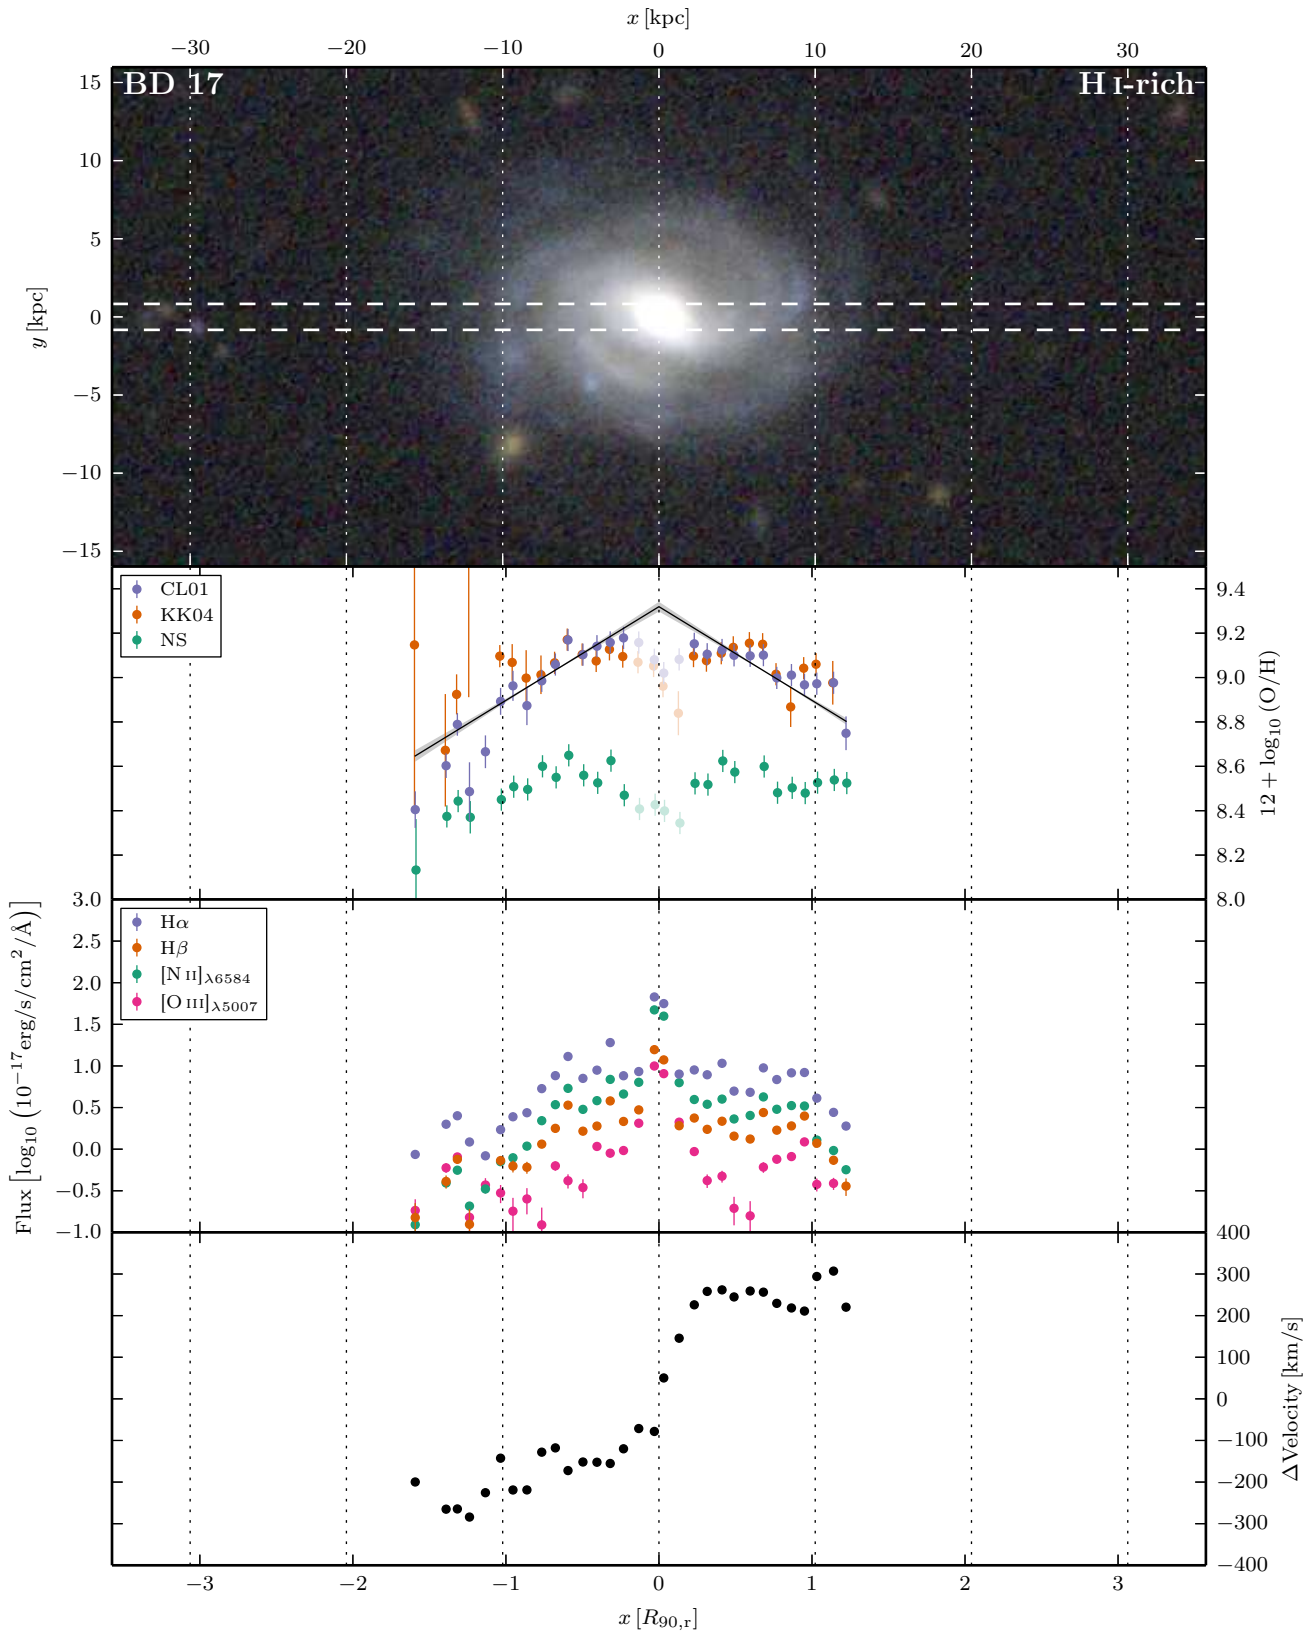 x [kpc]
−30 −20 −10 0 10 20 30
BD 17 H I-rich
15
10
5
0
−5
−10
−15
y [kpc]
CL01
KK04
NS
9.4
9.2
9.0
8.8
8.6
8.4
8.2
8.0
12 + log₁₀ (O/H)
Hα
Hβ
[N II]λ6584
[O III]λ5007
3.0
2.5
2.0
1.5
1.0
0.5
0.0
−0.5
−1.0
Flux [log₁₀ (10⁻¹⁷erg/s/cm²/Å)]
400
300
200
100
0
−100
−200
−300
−400
ΔVelocity [km/s]
−3 −2 −1 0 1 2 3
x [R₉₀,r]